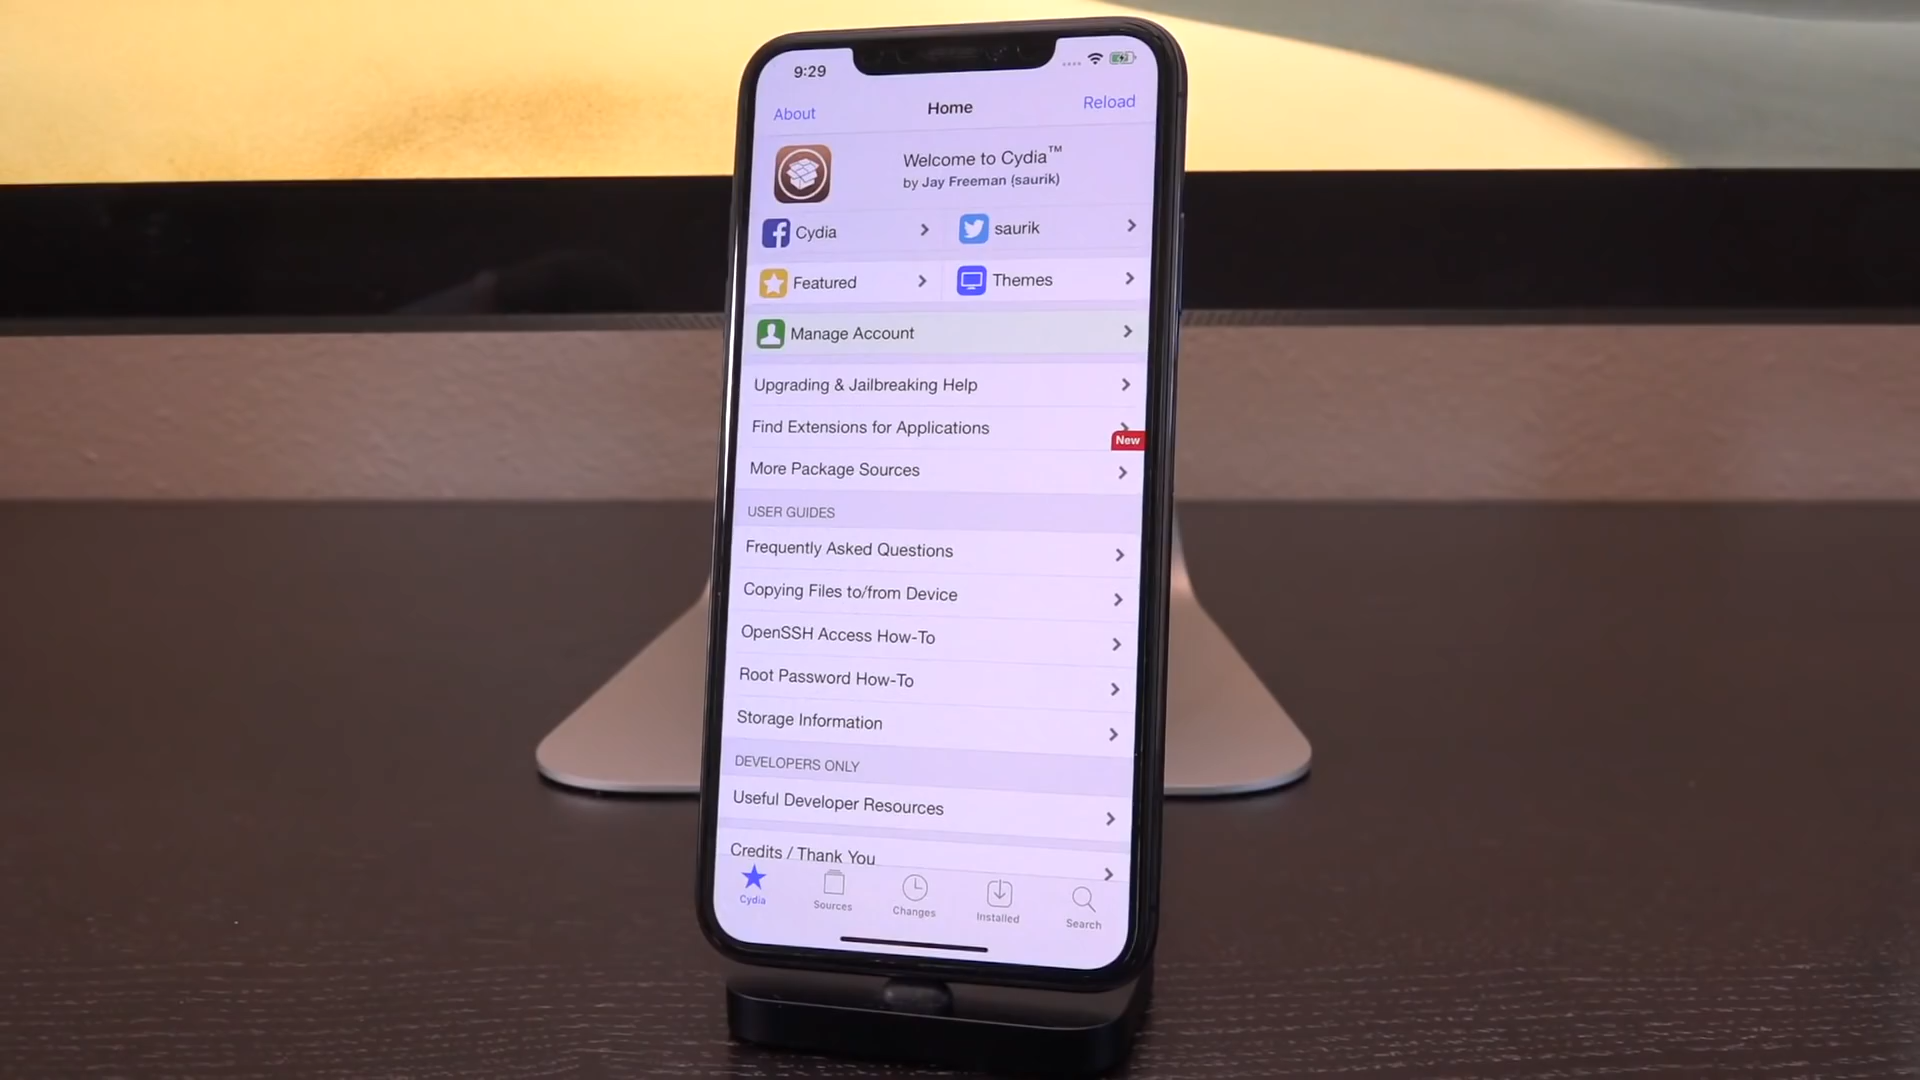 9:29
About
Home
Reload
Welcome to Cydia™
by Jay Freeman (saurik)
Cydia
saurik
Featured
Themes
Manage Account
Upgrading & Jailbreaking Help
Find Extensions for Applications
New
More Package Sources
USER GUIDES
Frequently Asked Questions
Copying Files to/from Device
OpenSSH Access How-To
Root Password How-To
Storage Information
DEVELOPERS ONLY
Useful Developer Resources
Credits / Thank You
Cydia
Sources
Changes
Installed
Search